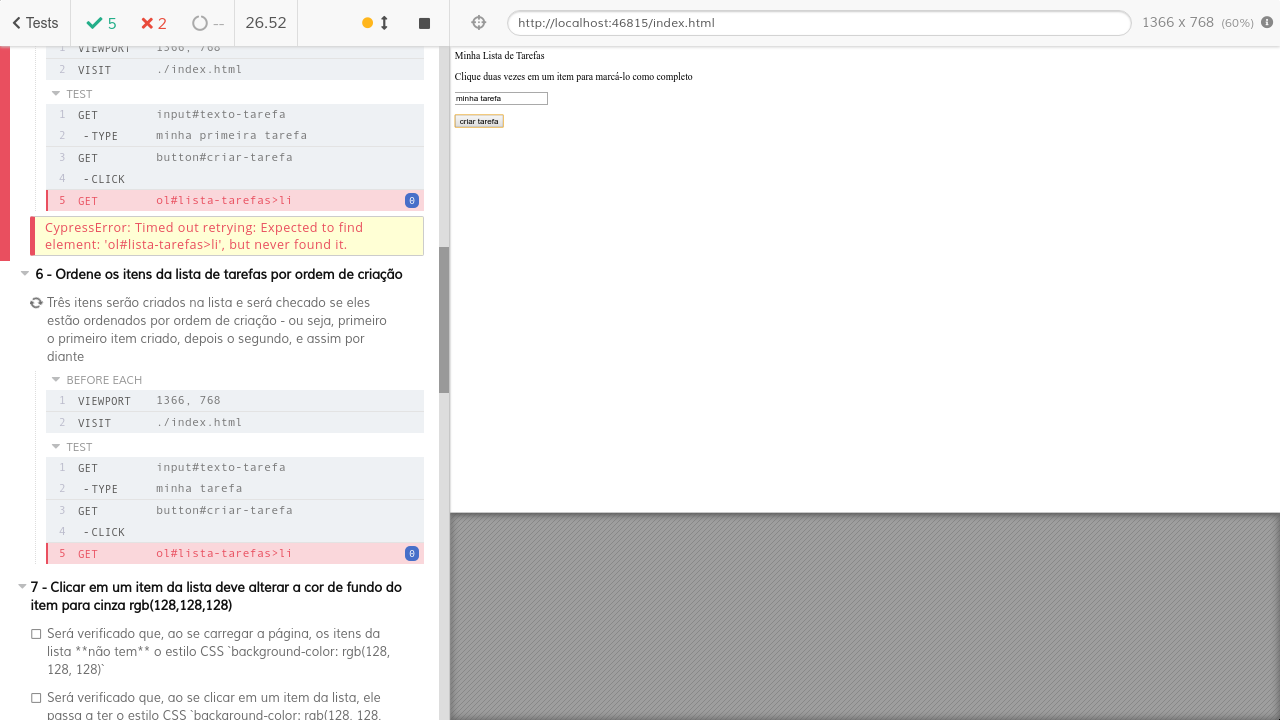 Tests
5
2
--
26.52
http://localhost:46815/index.html
1366 x 768 (60%)
1 VIEWPORT 1366, 768
2 VISIT ./index.html
TEST
1 GET input#texto-tarefa
2 -TYPE minha primeira tarefa
3 GET button#criar-tarefa
4 -CLICK
5 GET ol#lista-tarefas>li 0
CypressError: Timed out retrying: Expected to find
element: 'ol#lista-tarefas>li', but never found it.
6 - Ordene os itens da lista de tarefas por ordem de criação
Três itens serão criados na lista e será checado se eles
estão ordenados por ordem de criação - ou seja, primeiro
o primeiro item criado, depois o segundo, e assim por
diante
BEFORE EACH
1 VIEWPORT 1366, 768
2 VISIT ./index.html
TEST
1 GET input#texto-tarefa
2 -TYPE minha tarefa
3 GET button#criar-tarefa
4 -CLICK
5 GET ol#lista-tarefas>li 0
7 - Clicar em um item da lista deve alterar a cor de fundo do
item para cinza rgb(128,128,128)
Será verificado que, ao se carregar a página, os itens da
lista **não tem** o estilo CSS `background-color: rgb(128,
128, 128)`
Será verificado que, ao se clicar em um item da lista, ele
passa a ter o estilo CSS `background-color: rgb(128, 128,
Minha Lista de Tarefas
Clique duas vezes em um item para marcá-lo como completo
minha tarefa
criar tarefa